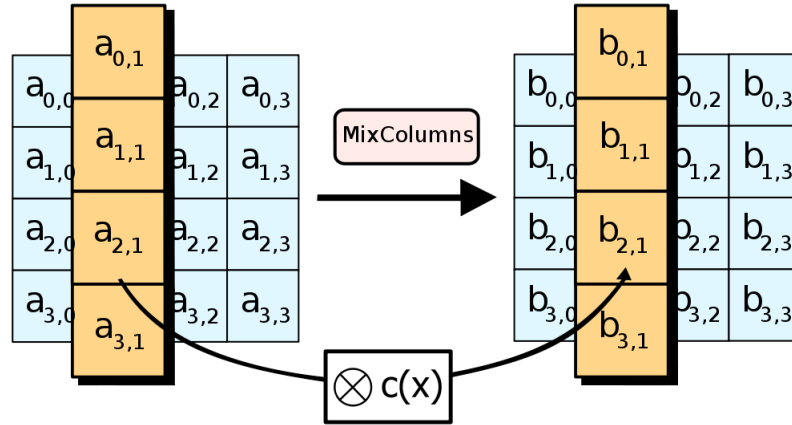 a0,1 b0,1
a0,0 a0,2 a0,3 b0,0 b0,2 b0,3
MixColumns
a1,1 b1,1
a1,0 a1,2 a1,3 b1,0 b1,2 b1,3
a2,1 b2,1
a2,0 a2,2 a2,3 b2,0 b2,2 b2,3
a3,0 a3,2 a3,3 b3,0 b3,2 b3,3
a3,1 b3,1
⊗ c(x)